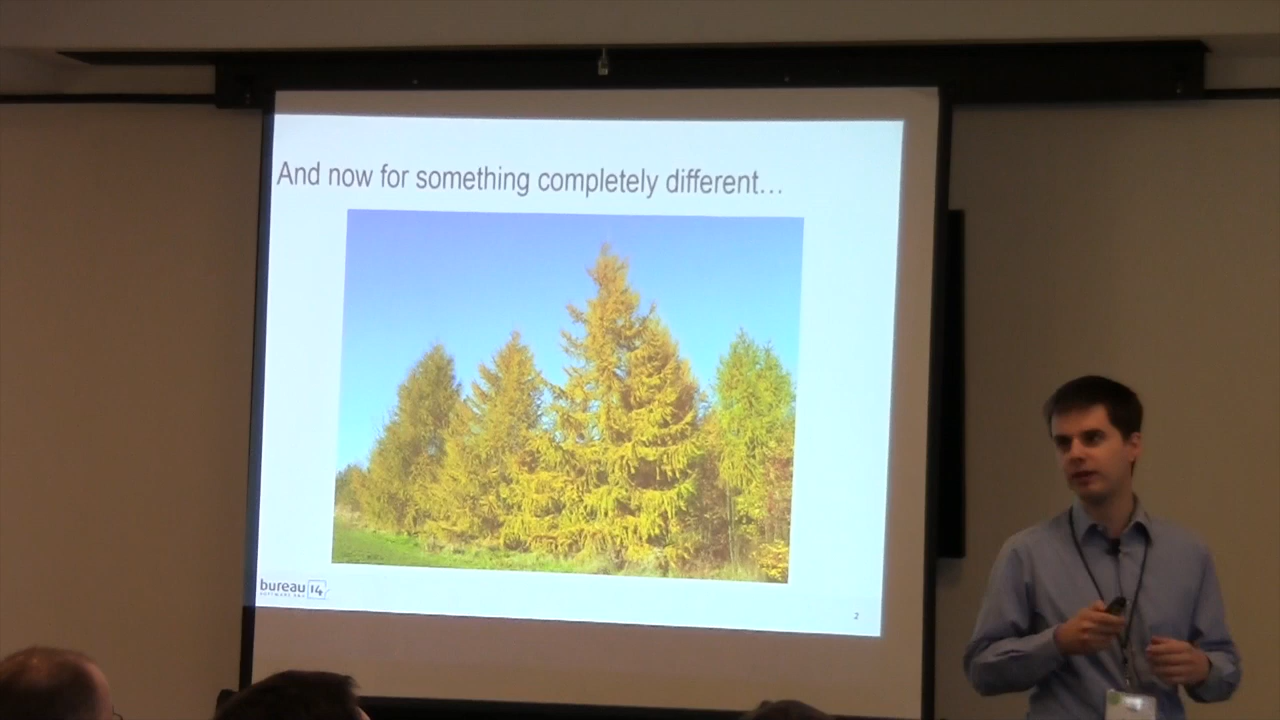 And now for something completely different…
bureau 14
2